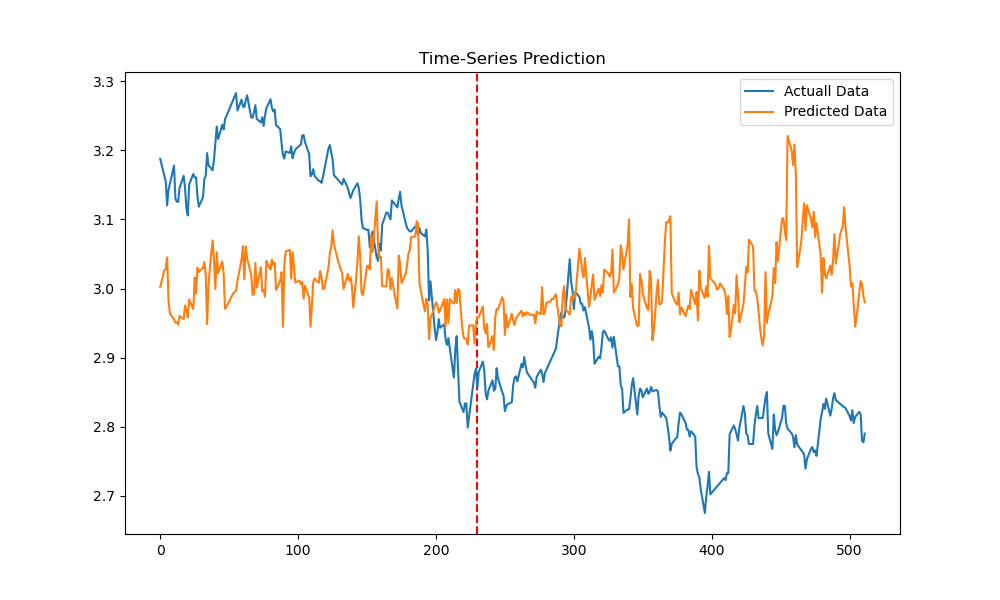 Time-Series Prediction
Actuall Data
Predicted Data
3.3
3.2
3.1
3.0
2.9
2.8
2.7
0 100 200 300 400 500